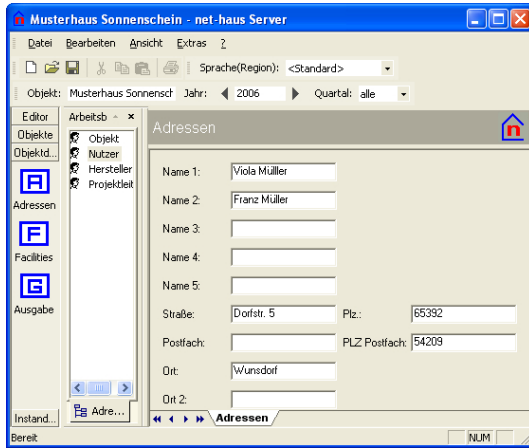 Musterhaus Sonnenschein - net-haus Server
Datei Bearbeiten Ansicht Extras ?
Sprache(Region): <Standard>
Objekt: Musterhaus Sonnensch Jahr: 2006 Quartal: alle
Editor
Objekte
Objektd...
Adressen
Facilities
Ausgabe
Instand...
Arbeitsb
Objekt
Nutzer
Hersteller
Projektleit
Adre...
Adressen
Name 1: Viola Mülller
Name 2: Franz Müller
Name 3:
Name 4:
Name 5:
Straße: Dorfstr. 5 Plz.: 65392
Postfach: PLZ Postfach: 54209
Ort: Wunsdorf
Ort 2:
Adressen
Bereit NUM